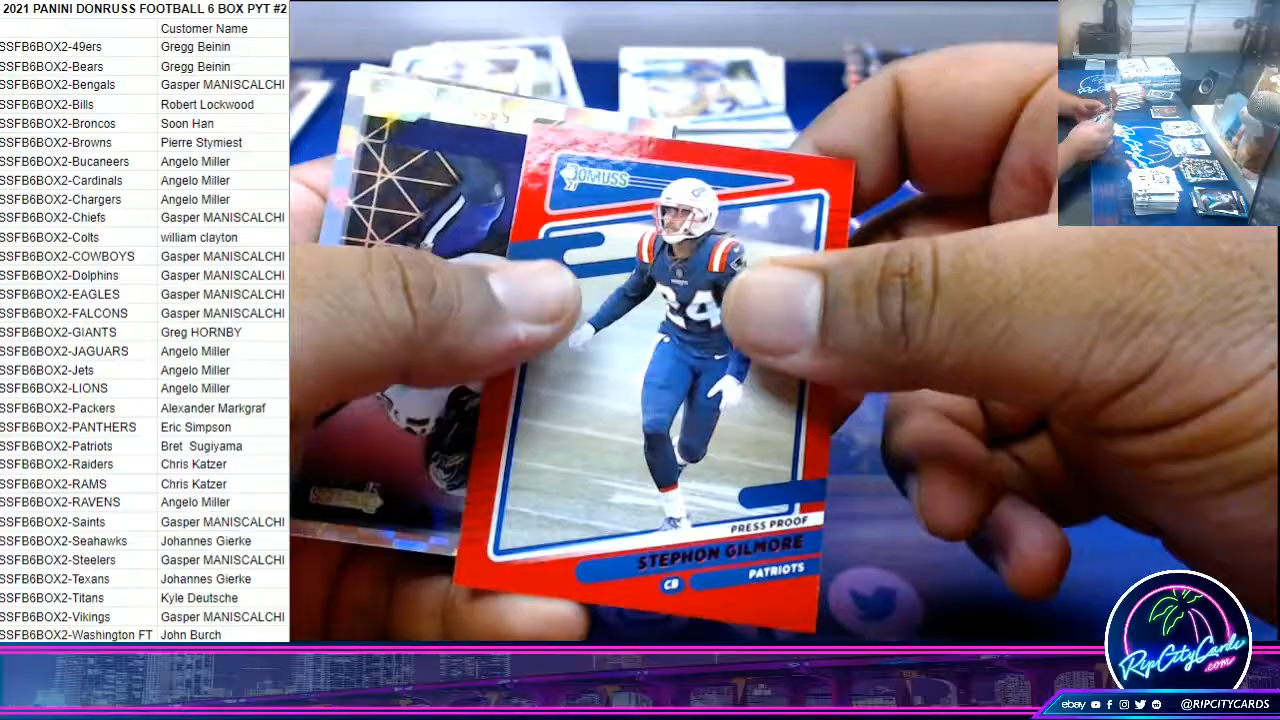 2021 PANINI DONRUSS FOOTBALL 6 BOX PYT #2
Customer Name
SSFB6BOX2-49ers Gregg Beinin
SSFB6BOX2-Bears Gregg Beinin
SSFB6BOX2-Bengals Gasper MANISCALCHI
SSFB6BOX2-Bills Robert Lockwood
SSFB6BOX2-Broncos Soon Han
SSFB6BOX2-Browns Pierre Stymiest
SSFB6BOX2-Bucaneers Angelo Miller
SSFB6BOX2-Cardinals Angelo Miller
SSFB6BOX2-Chargers Angelo Miller
SSFB6BOX2-Chiefs Gasper MANISCALCHI
SSFB6BOX2-Colts william clayton
SSFB6BOX2-COWBOYS Gasper MANISCALCHI
SSFB6BOX2-Dolphins Gasper MANISCALCHI
SSFB6BOX2-EAGLES Gasper MANISCALCHI
SSFB6BOX2-FALCONS Gasper MANISCALCHI
SSFB6BOX2-GIANTS Greg HORNBY
SSFB6BOX2-JAGUARS Angelo Miller
SSFB6BOX2-Jets Angelo Miller
SSFB6BOX2-LIONS Angelo Miller
SSFB6BOX2-Packers Alexander Markgraf
SSFB6BOX2-PANTHERS Eric Simpson
SSFB6BOX2-Patriots Bret Sugiyama
SSFB6BOX2-Raiders Chris Katzer
SSFB6BOX2-RAMS Chris Katzer
SSFB6BOX2-RAVENS Angelo Miller
SSFB6BOX2-Saints Gasper MANISCALCHI
SSFB6BOX2-Seahawks Johannes Gierke
SSFB6BOX2-Steelers Gasper MANISCALCHI
SSFB6BOX2-Texans Johannes Gierke
SSFB6BOX2-Titans Kyle Deutsche
SSFB6BOX2-Vikings Gasper MANISCALCHI
SSFB6BOX2-Washington FT John Burch
DONRUSS
21
24
PRESS PROOF
STEPHON GILMORE
CB PATRIOTS
RipCityCards
.com
ebay @RIPCITYCARDS